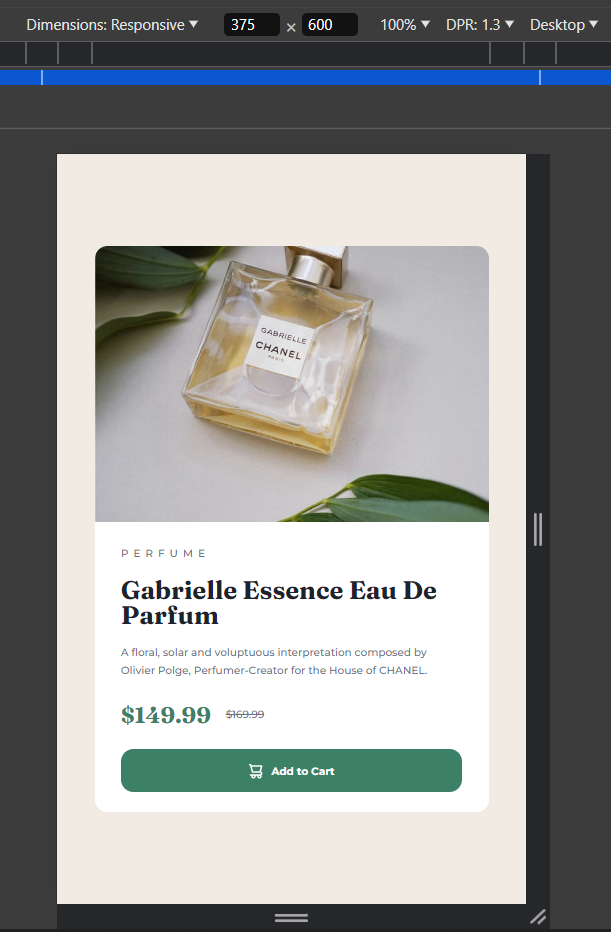 Dimensions: Responsive ▼ 375 × 600 100% ▼ DPR: 1.3 ▼ Desktop ▼
GABRIELLE
CHANEL
PARIS
PERFUME
Gabrielle Essence Eau De
Parfum
A floral, solar and voluptuous interpretation composed by
Olivier Polge, Perfumer-Creator for the House of CHANEL.
$149.99 $169.99
Add to Cart